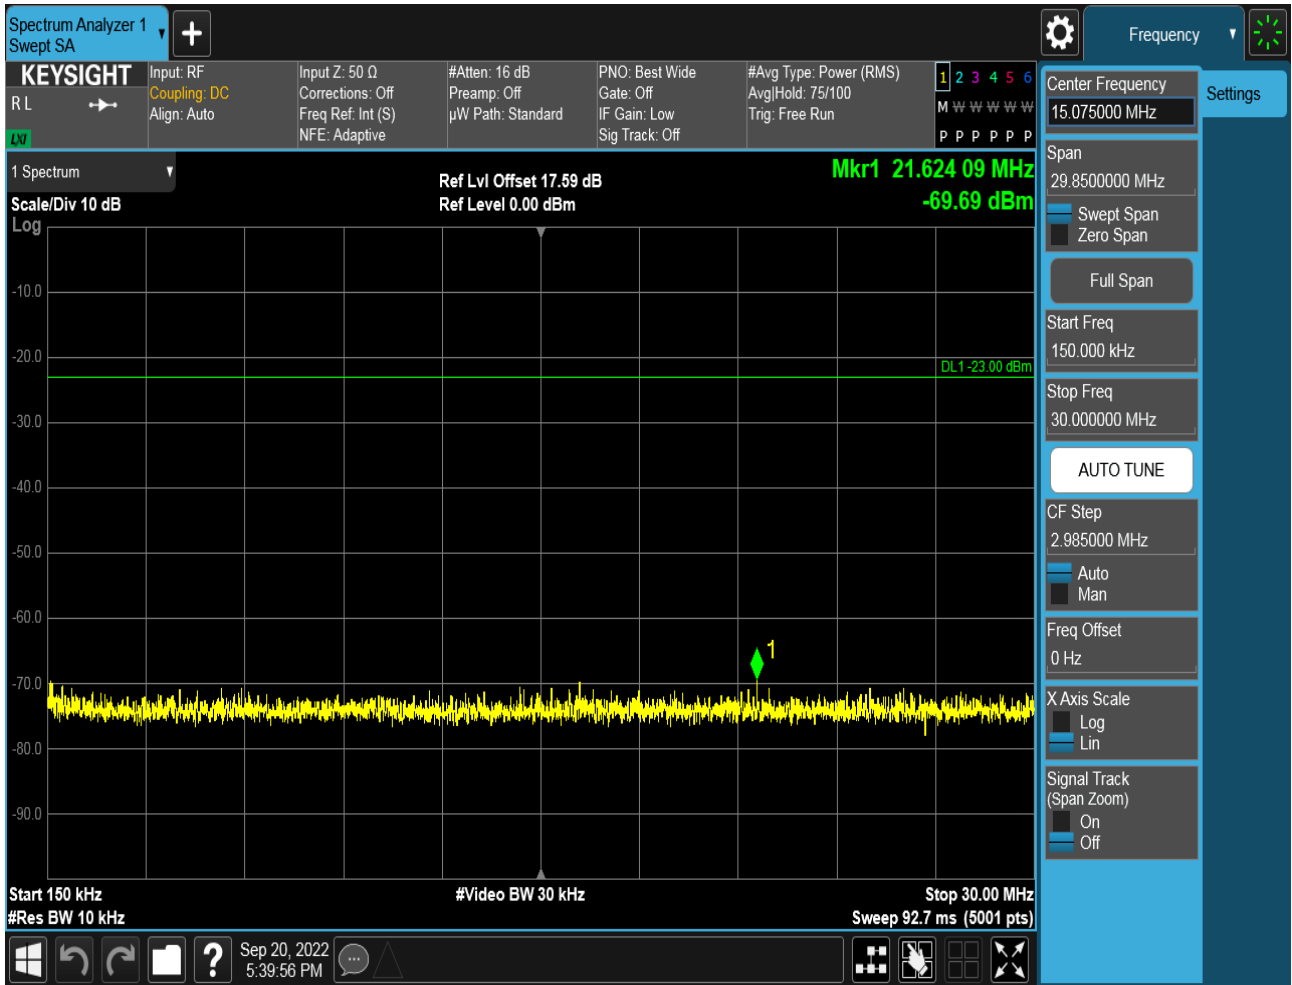 Spectrum Analyzer 1
Swept SA
Frequency
KEYSIGHT
R L
LXI
Input: RF
Coupling: DC
Align: Auto
Input Z: 50 Ω
Corrections: Off
Freq Ref: Int (S)
NFE: Adaptive
#Atten: 16 dB
Preamp: Off
µW Path: Standard
PNO: Best Wide
Gate: Off
IF Gain: Low
Sig Track: Off
#Avg Type: Power (RMS)
Avg|Hold: 75/100
Trig: Free Run
1 2 3 4 5 6
M W W W W W
P P P P P P
1 Spectrum
Scale/Div 10 dB
Log
Ref Lvl Offset 17.59 dB
Ref Level 0.00 dBm
Mkr1 21.624 09 MHz
-69.69 dBm
-10.0
-20.0
DL1 -23.00 dBm
-30.0
-40.0
-50.0
-60.0
1
-70.0
-80.0
-90.0
Start 150 kHz
#Video BW 30 kHz
Stop 30.00 MHz
#Res BW 10 kHz
Sweep 92.7 ms (5001 pts)
Center Frequency
15.075000 MHz
Settings
Span
29.8500000 MHz
Swept Span
Zero Span
Full Span
Start Freq
150.000 kHz
Stop Freq
30.000000 MHz
AUTO TUNE
CF Step
2.985000 MHz
Auto
Man
Freq Offset
0 Hz
X Axis Scale
Log
Lin
Signal Track
(Span Zoom)
On
Off
?
Sep 20, 2022
5:39:56 PM